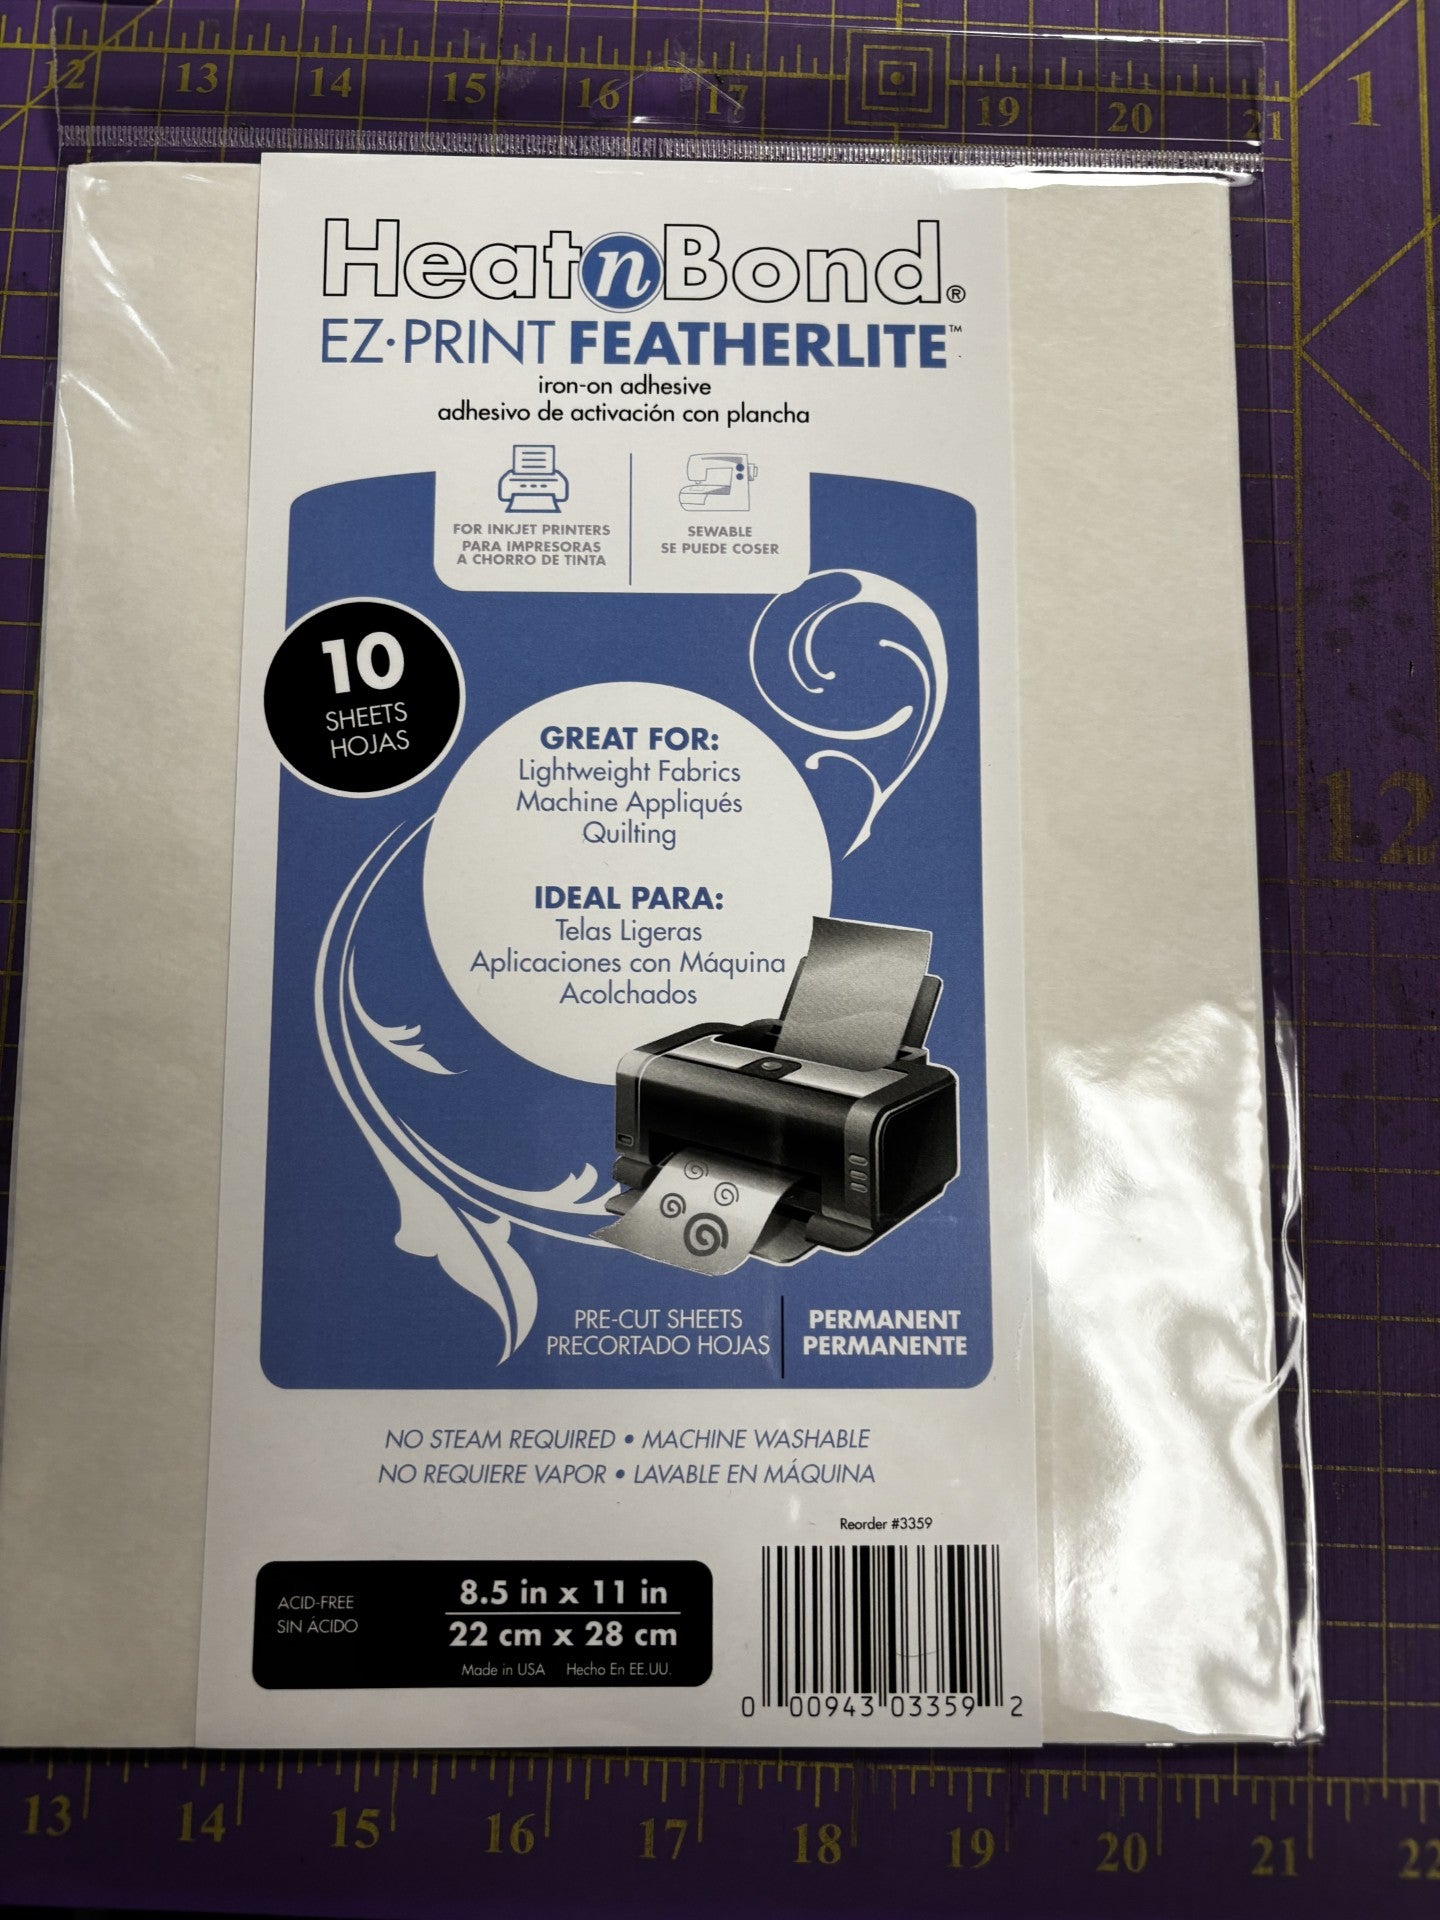 12 13 14 15 16 17 19 20 21 1
HeatnBond®
EZ·PRINT FEATHERLITE™
iron-on adhesive
adhesivo de activación con plancha
FOR INKJET PRINTERS
PARA IMPRESORAS
A CHORRO DE TINTA
SEWABLE
SE PUEDE COSER
10
SHEETS
HOJAS
GREAT FOR:
Lightweight Fabrics
Machine Appliqués
Quilting
IDEAL PARA:
Telas Ligeras
Aplicaciones con Máquina
Acolchados
12
PRE-CUT SHEETS
PRECORTADO HOJAS
PERMANENT
PERMANENTE
NO STEAM REQUIRED • MACHINE WASHABLE
NO REQUIERE VAPOR • LAVABLE EN MÁQUINA
Reorder #3359
ACID-FREE
SIN ÁCIDO
8.5 in x 11 in
22 cm x 28 cm
Made in USA Hecho En EE.UU.
0 00943 03359 2
13 14 15 16 17 18 19 20 21 22